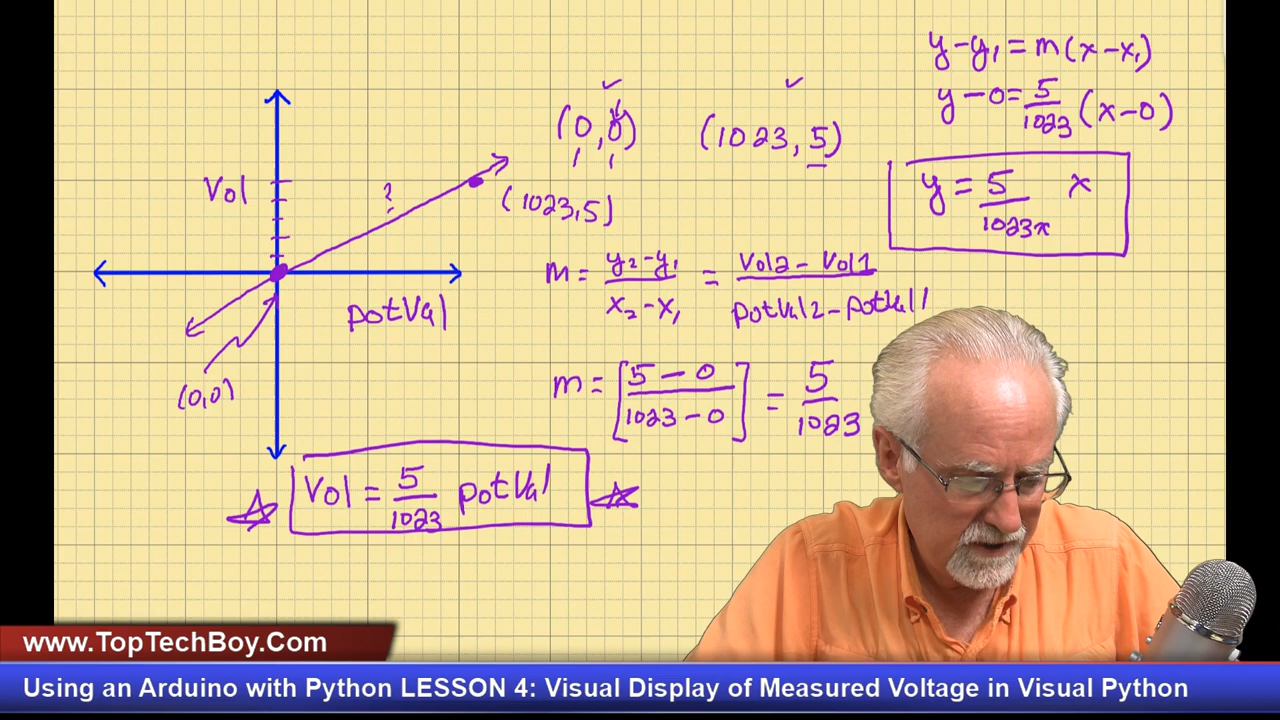 y-y₁=m(x-x₁)
y-0=5/1023(x-0)
y=5/1023x x
(0,0)
(1023,5)
Vol
?
(1023,5)
potVal
(0,0)
m=y₂-y₁/x₂-x₁=Vol2-Vol1/potVal2-potVal1
m=[5-0/1023-0]=5/1023
Vol=5/1023 potVal
www.TopTechBoy.Com
Using an Arduino with Python LESSON 4: Visual Display of Measured Voltage in Visual Python